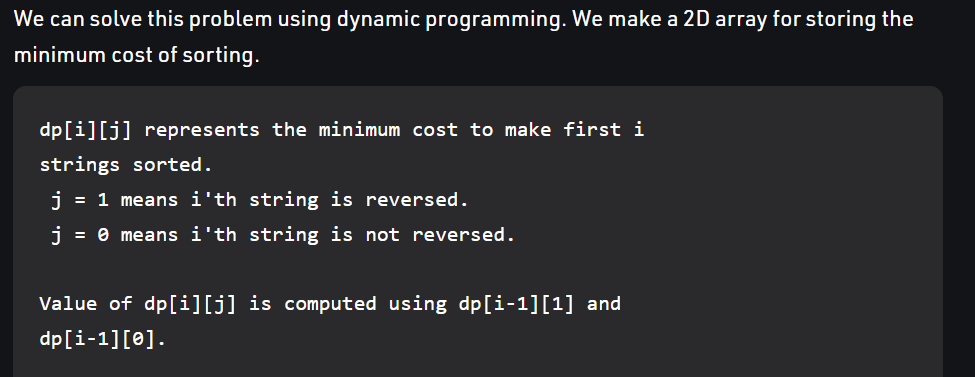 We can solve this problem using dynamic programming. We make a 2D array for storing the
minimum cost of sorting.
dp[i][j] represents the minimum cost to make first i
strings sorted.
j = 1 means i'th string is reversed.
j = 0 means i'th string is not reversed.
Value of dp[i][j] is computed using dp[i-1][1] and
dp[i-1][0].